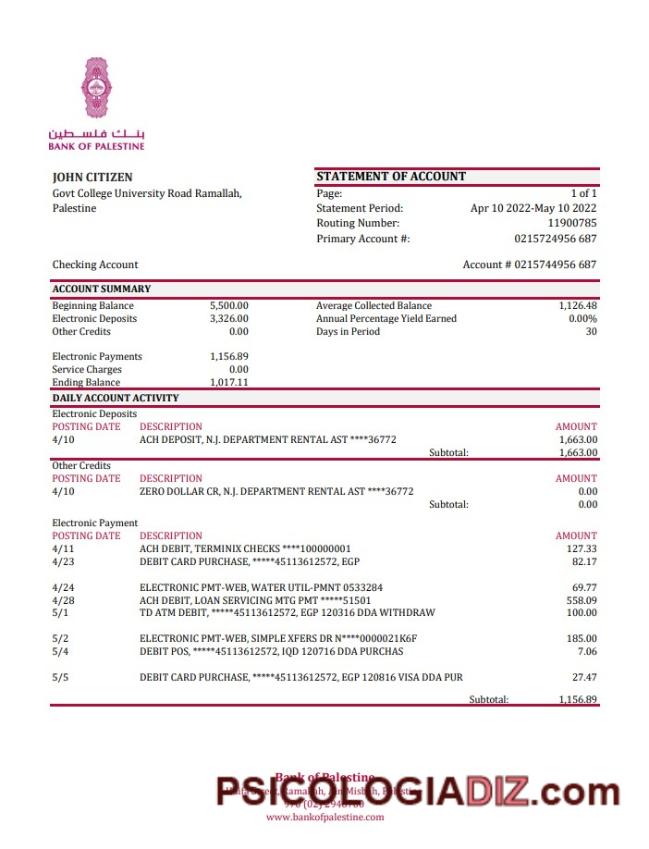 بنك فلسطين
BANK OF PALESTINE
JOHN CITIZEN
Govt College University Road Ramallah,
Palestine
STATEMENT OF ACCOUNT
Page: 1 of 1
Statement Period: Apr 10 2022-May 10 2022
Routing Number: 11900785
Primary Account #: 0215724956 687
Checking Account Account # 0215744956 687
ACCOUNT SUMMARY
Beginning Balance 5,500.00 Average Collected Balance 1,126.48
Electronic Deposits 3,326.00 Annual Percentage Yield Earned 0.00%
Other Credits 0.00 Days in Period 30
Electronic Payments 1,156.89
Service Charges 0.00
Ending Balance 1,017.11
DAILY ACCOUNT ACTIVITY
Electronic Deposits
POSTING DATE DESCRIPTION AMOUNT
4/10 ACH DEPOSIT, N.J. DEPARTMENT RENTAL AST ****36772 1,663.00
Subtotal: 1,663.00
Other Credits
POSTING DATE DESCRIPTION AMOUNT
4/10 ZERO DOLLAR CR, N.J. DEPARTMENT RENTAL AST ****36772 0.00
Subtotal: 0.00
Electronic Payment
POSTING DATE DESCRIPTION AMOUNT
4/11 ACH DEBIT, TERMINIX CHECKS ****100000001 127.33
4/23 DEBIT CARD PURCHASE, *****45113612572, EGP 82.17
4/24 ELECTRONIC PMT-WEB, WATER UTIL-PMNT 0533284 69.77
4/28 ACH DEBIT, LOAN SERVICING MTG PMT *****51501 558.09
5/1 TD ATM DEBIT, *****45113612572, EGP 120316 DDA WITHDRAW 100.00
5/2 ELECTRONIC PMT-WEB, SIMPLE XFERS DR N****0000021K6F 185.00
5/4 DEBIT POS, *****45113612572, IQD 120716 DDA PURCHAS 7.06
5/5 DEBIT CARD PURCHASE, *****45113612572, EGP 120816 VISA DDA PUR 27.47
Subtotal: 1,156.89
Bank of Palestine
PSICOLOGIADIZ.com
www.bankofpalestine.com